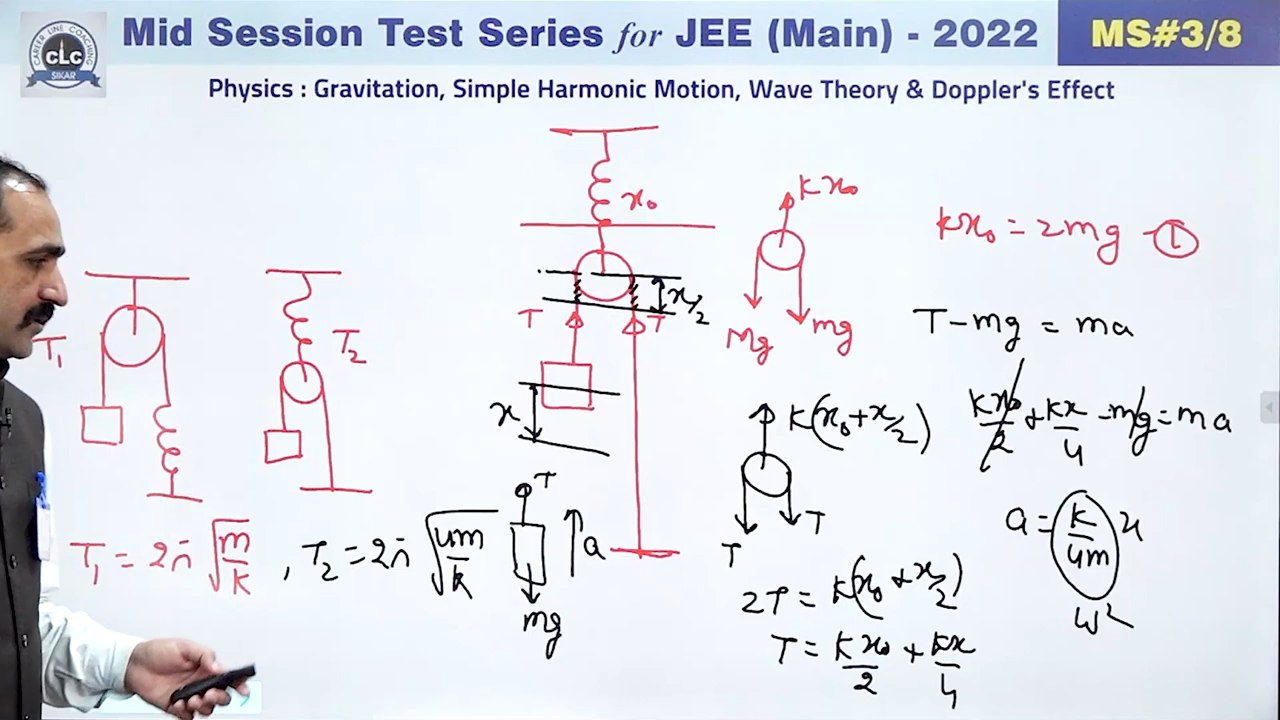 CAREER LINE COACHING
CLC
SIKAR
Mid Session Test Series for JEE (Main) - 2022
MS#3/8
Physics : Gravitation, Simple Harmonic Motion, Wave Theory & Doppler's Effect
x₀
Kx₀
Kx₀ = 2mg -①
x/2
T T
Mg mg
T - mg = ma
T₁
T₂
x
K(x₀+x/2)
Kx₀/2 + Kx/4 - mg = ma
T
a
mg
T T
a = K/4m x
ω²
T₁ = 2π √m/K , T₂ = 2π √4m/K
2T = K(x₀ + x/2)
T = Kx₀/2 + Kx/4